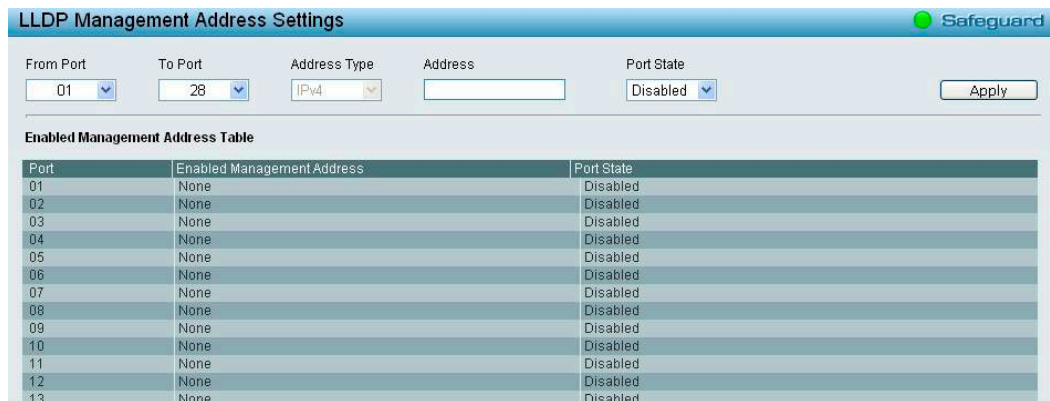 LLDP Management Address Settings Safeguard
From Port To Port Address Type Address Port State
01 28 IPv4 Disabled Apply
Enabled Management Address Table
Port Enabled Management Address Port State
01 None Disabled
02 None Disabled
03 None Disabled
04 None Disabled
05 None Disabled
06 None Disabled
07 None Disabled
08 None Disabled
09 None Disabled
10 None Disabled
11 None Disabled
12 None Disabled
13 None Disabled